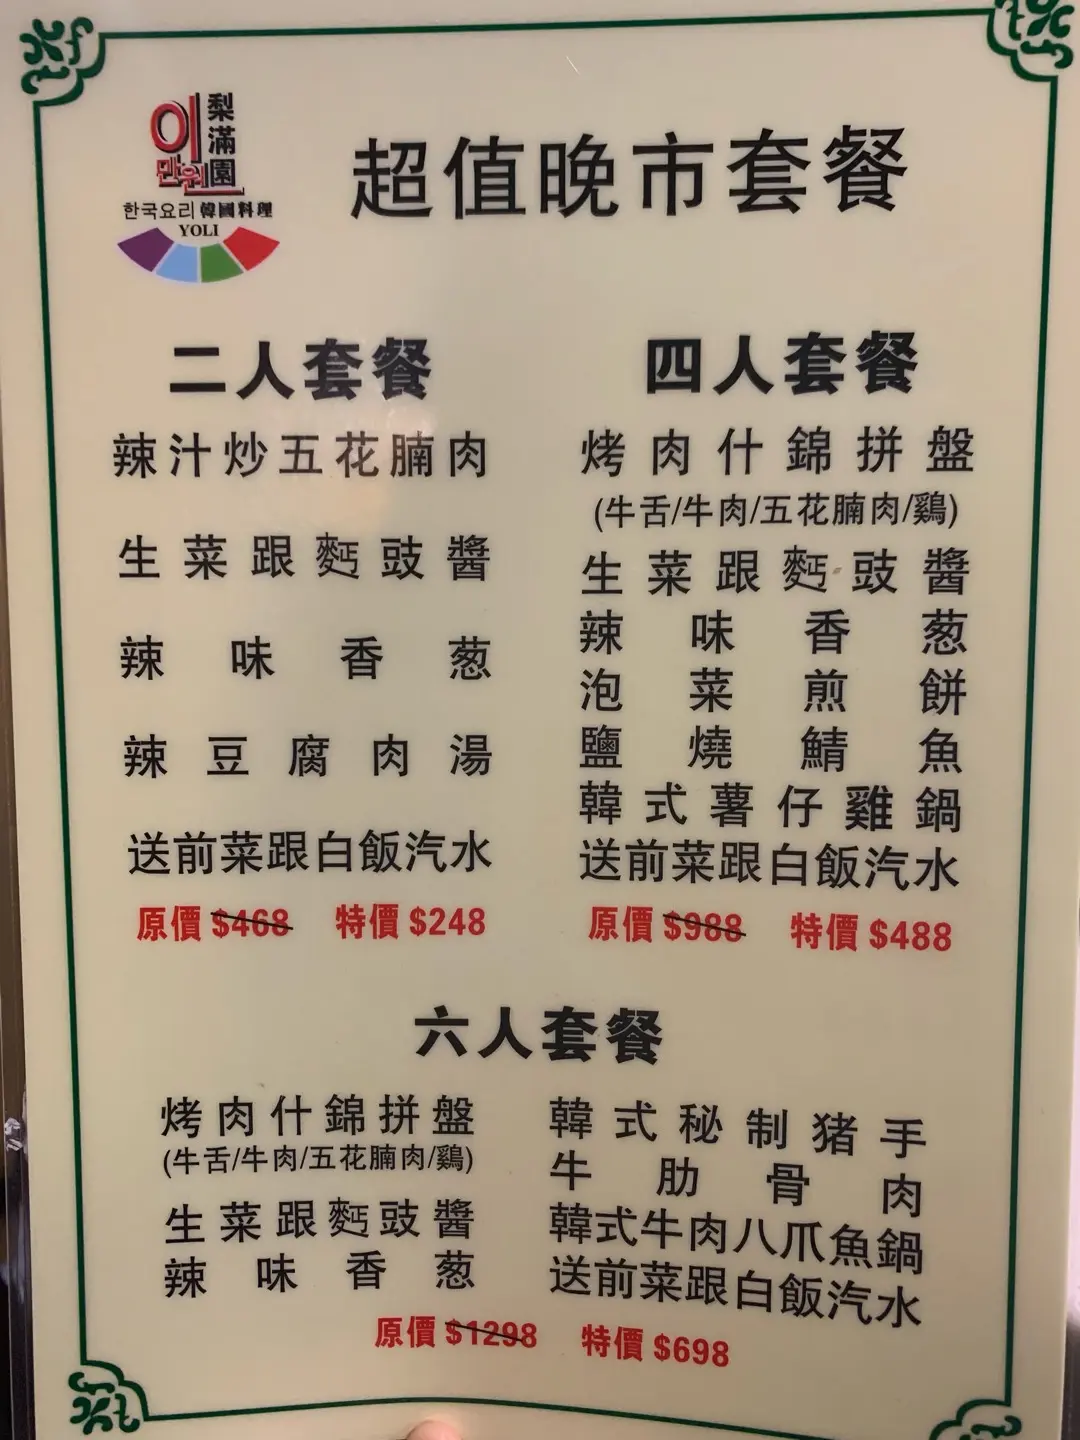 梨滿園
이만원
한국요리 韓國料理
YOLI
超值晚市套餐
二人套餐
辣汁炒五花腩肉
生菜跟麫豉醬
辣味香葱
辣豆腐肉湯
送前菜跟白飯汽水
原價 $468 特價 $248
四人套餐
烤肉什錦拼盤
(牛舌/牛肉/五花腩肉/鷄)
生菜跟麫豉醬
辣味香葱
泡菜煎餅
鹽燒鯖魚
韓式薯仔雞鍋
送前菜跟白飯汽水
原價 $988 特價 $488
六人套餐
烤肉什錦拼盤
(牛舌/牛肉/五花腩肉/鷄)
生菜跟麫豉醬
辣味香葱
韓式秘制猪手
牛肋骨肉
韓式牛肉八爪魚鍋
送前菜跟白飯汽水
原價 $1298 特價 $698